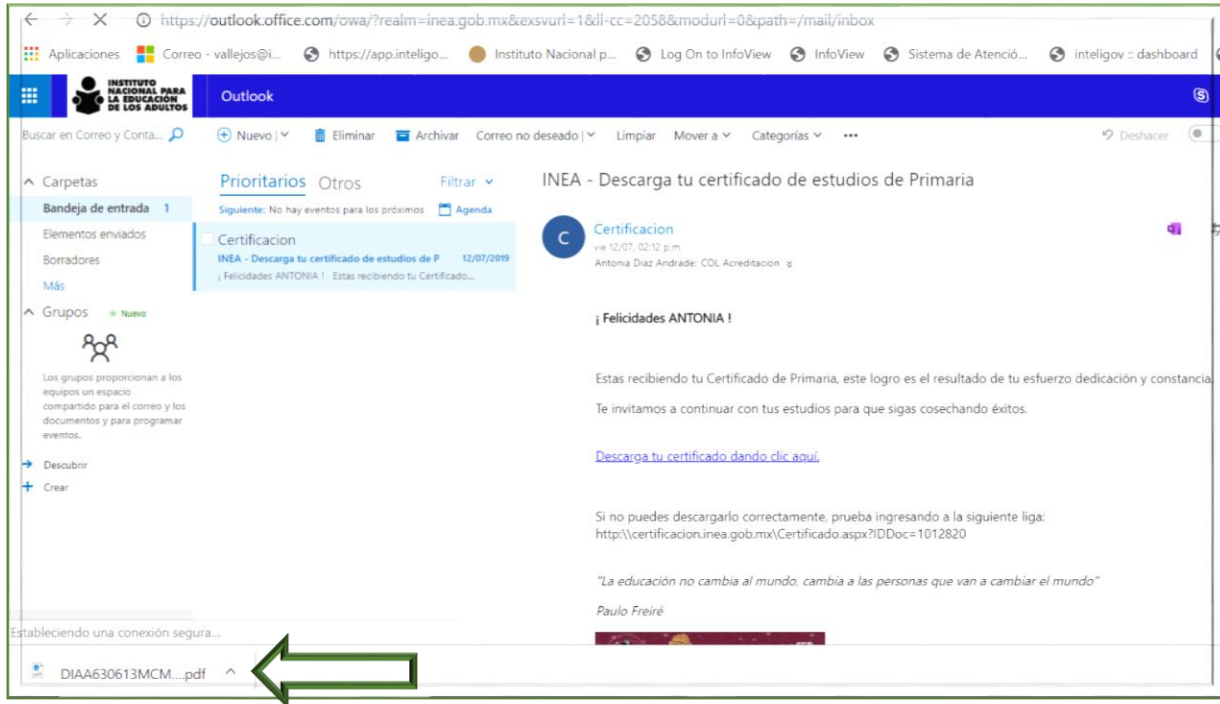 https://outlook.office.com/owa/?realm=inea.gob.mx&exsvurl=1&ll-cc=2058&modurl=0&path=/mail/inbox
Aplicaciones Correo - vallejos@i... https://app.inteligo... Instituto Nacional p... Log On to InfoView InfoView Sistema de Atenció... inteligov :: dashboard
INSTITUTO
NACIONAL PARA
LA EDUCACIÓN
DE LOS ADULTOS
Outlook
Buscar en Correo y Conta...
Nuevo Eliminar Archivar Correo no deseado Limpiar Mover a Categorías ... Deshacer
Carpetas
Bandeja de entrada 1
Elementos enviados
Borradores
Más
Grupos Nuevo
Los grupos proporcionan a los
equipos un espacio
compartido para el correo y los
documentos y para programar
eventos.
Descubrir
Crear
Prioritarios Otros Filtrar
Siguiente: No hay eventos para los próximos Agenda
Certificacion
INEA - Descarga tu certificado de estudios de P 12/07/2019
¡ Felicidades ANTONIA ! Estas recibiendo tu Certificado...
INEA - Descarga tu certificado de estudios de Primaria
C
Certificacion
vie 12/07, 02:12 p.m.
Antonia Diaz Andrade: CDL Acreditacion
¡ Felicidades ANTONIA !
Estas recibiendo tu Certificado de Primaria, este logro es el resultado de tu esfuerzo dedicación y constancia.
Te invitamos a continuar con tus estudios para que sigas cosechando éxitos.
Descarga tu certificado dando clic aquí.
Si no puedes descargarlo correctamente, prueba ingresando a la siguiente liga:
http:\\certificacion.inea.gob.mx\Certificado.aspx?IDDoc=1012820
"La educación no cambia al mundo, cambia a las personas que van a cambiar el mundo"
Paulo Freiré
Estableciendo una conexión segura...
DIAA630613MCM....pdf